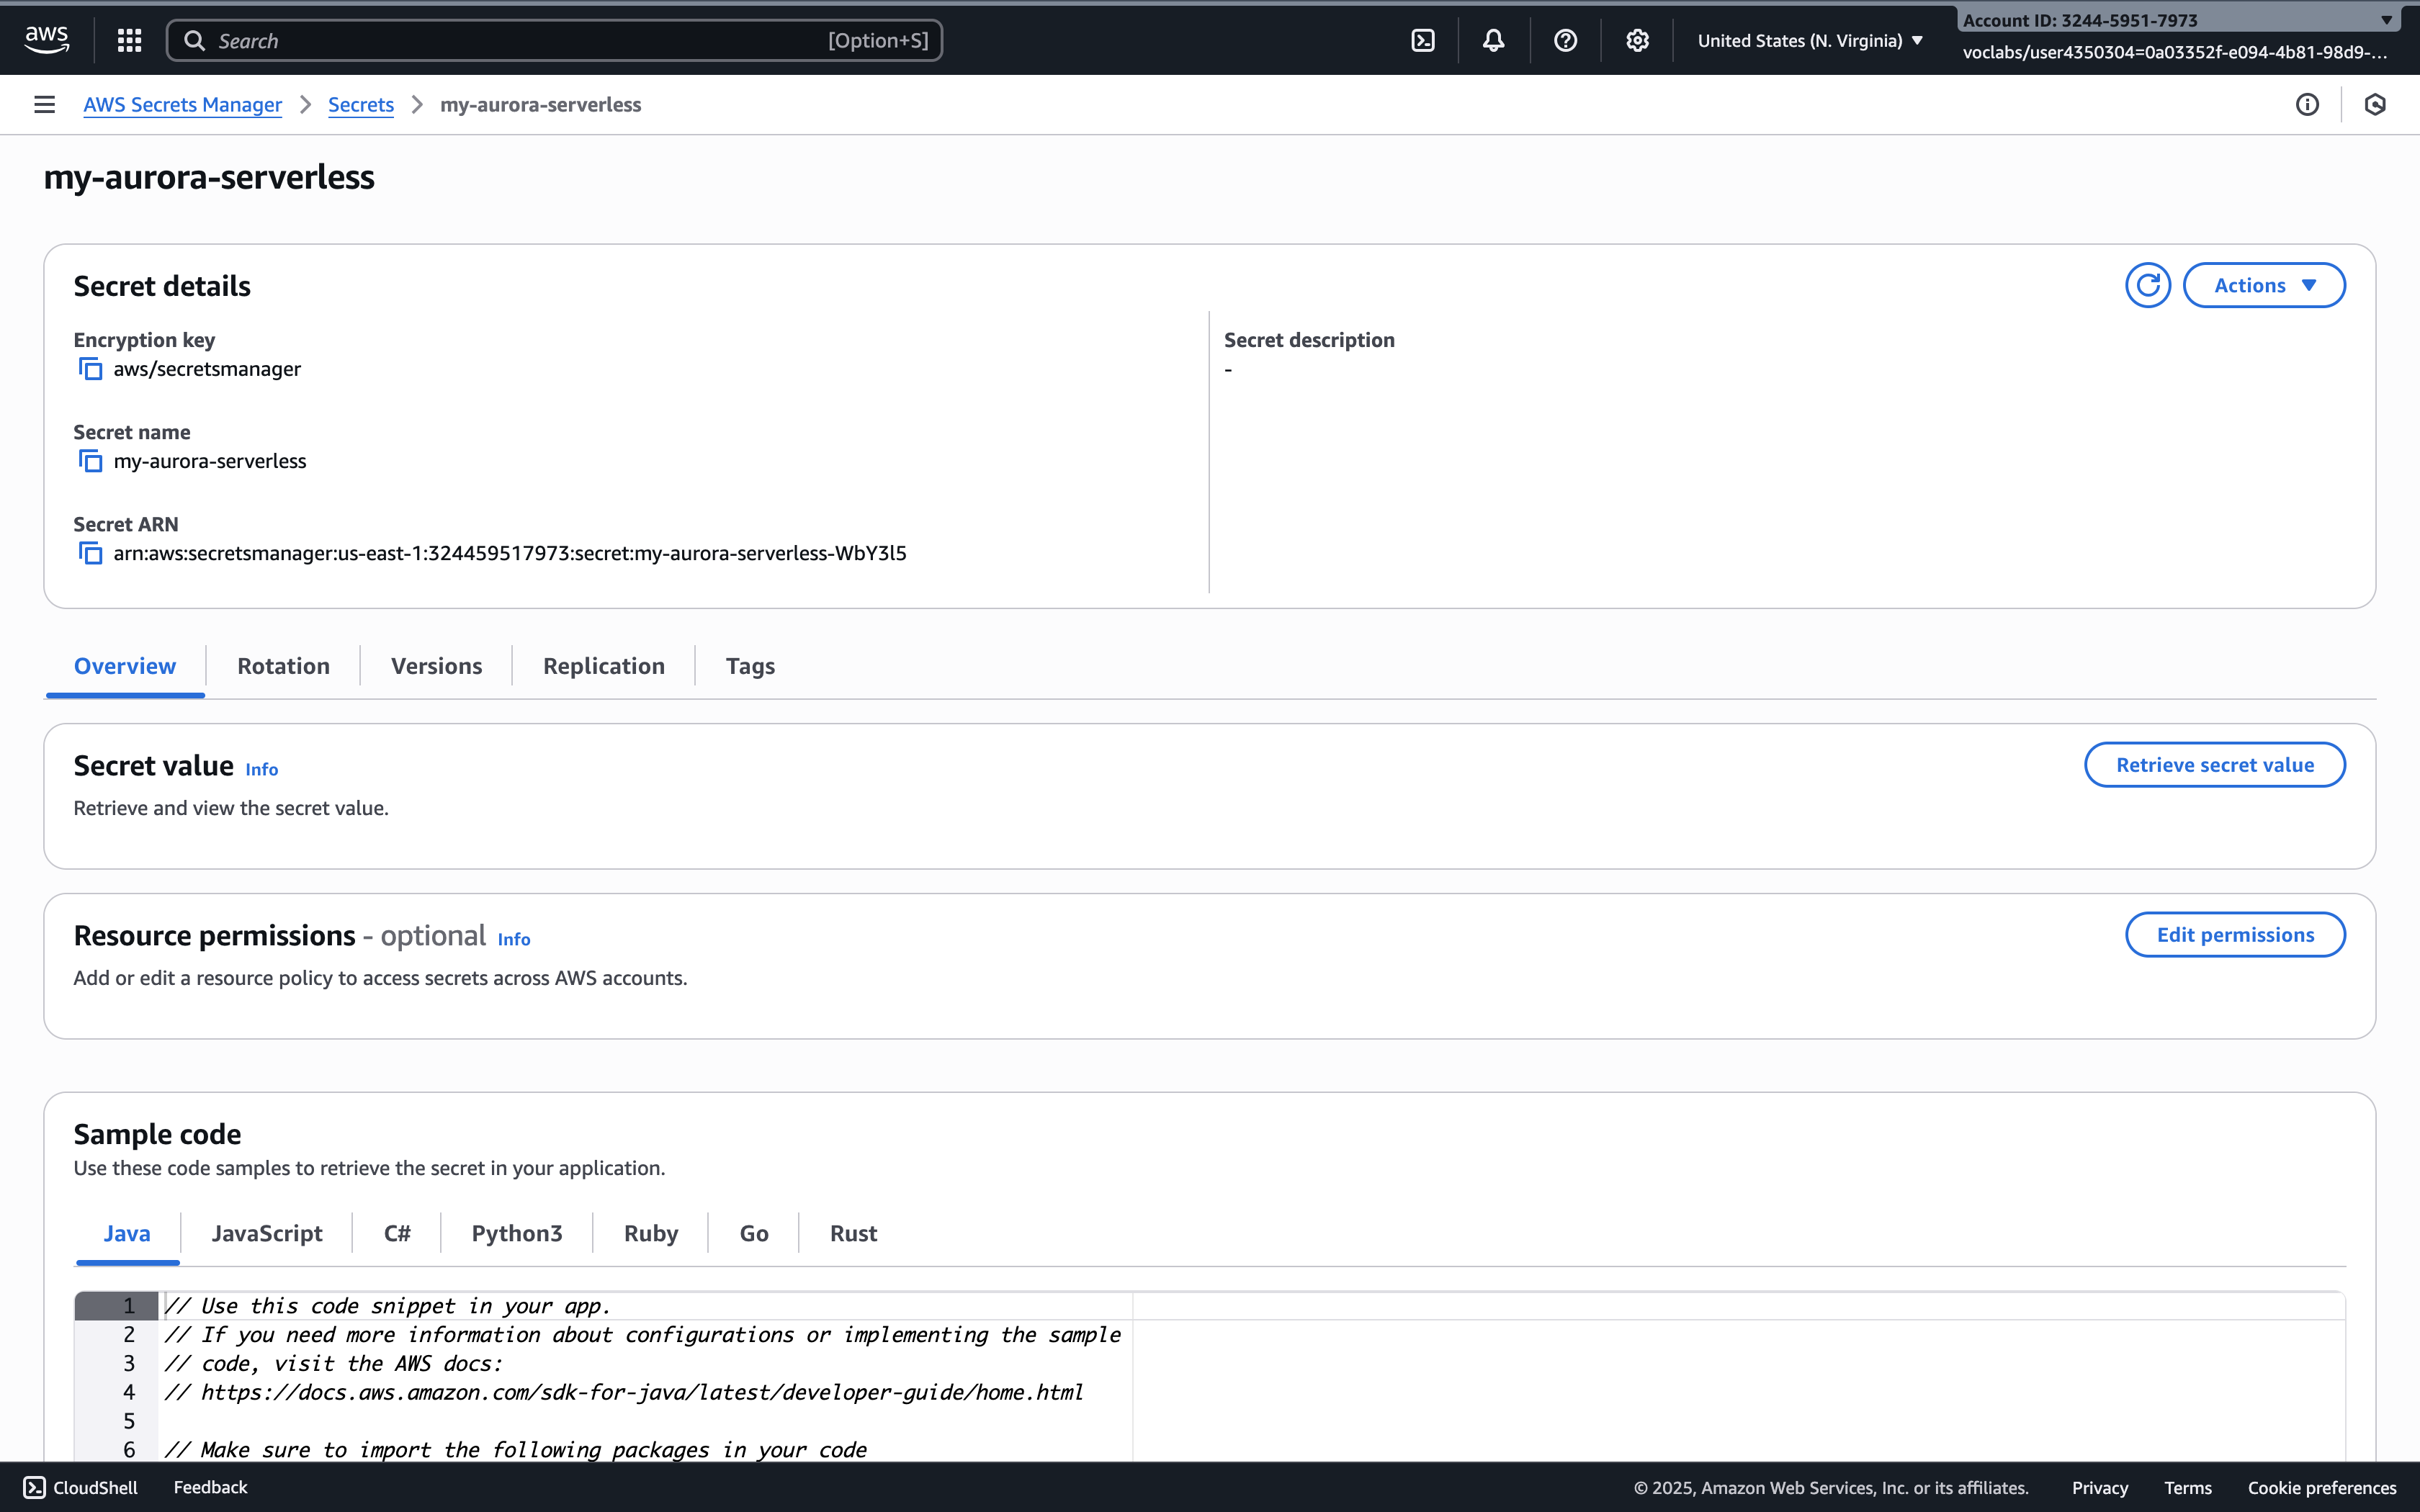 aws
Search [Option+S]
United States (N. Virginia)
Account ID: 3244-5951-7973
voclabs/user4350304=0a03352f-e094-4b81-98d9-...
AWS Secrets Manager
Secrets
my-aurora-serverless
my-aurora-serverless
Secret details
Actions
Encryption key
aws/secretsmanager
Secret description
-
Secret name
my-aurora-serverless
Secret ARN
arn:aws:secretsmanager:us-east-1:324459517973:secret:my-aurora-serverless-WbY3l5
Overview
Rotation
Versions
Replication
Tags
Secret value Info
Retrieve secret value
Retrieve and view the secret value.
Resource permissions - optional Info
Edit permissions
Add or edit a resource policy to access secrets across AWS accounts.
Sample code
Use these code samples to retrieve the secret in your application.
Java
JavaScript
C#
Python3
Ruby
Go
Rust
1 // Use this code snippet in your app.
2 // If you need more information about configurations or implementing the sample
3 // code, visit the AWS docs:
4 // https://docs.aws.amazon.com/sdk-for-java/latest/developer-guide/home.html
5
6 // Make sure to import the following packages in your code
CloudShell
Feedback
© 2025, Amazon Web Services, Inc. or its affiliates.
Privacy
Terms
Cookie preferences